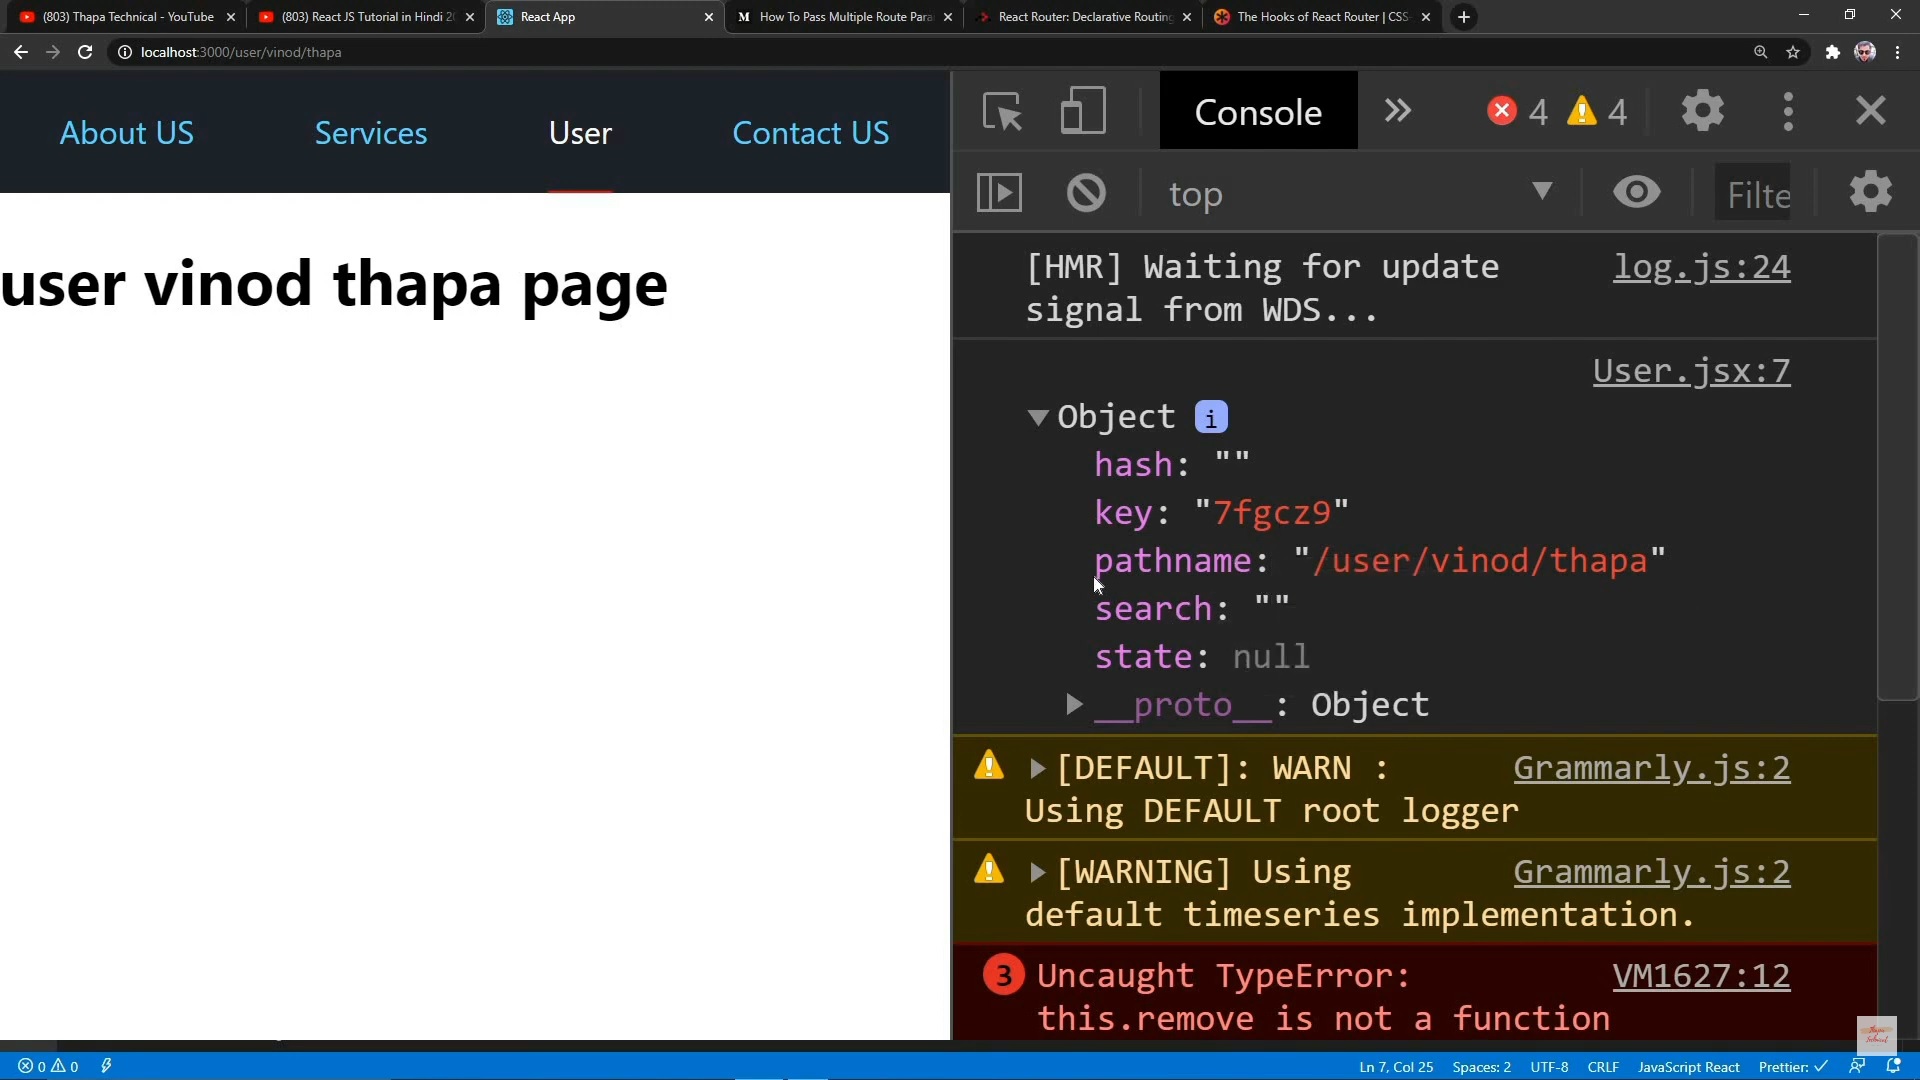 (803) Thapa Technical - YouTube
(803) React JS Tutorial in Hindi 20
React App
M How To Pass Multiple Route Para
React Router: Declarative Routing
The Hooks of React Router | CSS-
localhost:3000/user/vinod/thapa
About US
Services
User
Contact US
user vinod thapa page
Console
4
4
top
Filte
[HMR] Waiting for update
log.js:24
signal from WDS...
User.jsx:7
Object i
hash: ""
key: "7fgcz9"
pathname: "/user/vinod/thapa"
search: ""
state: null
__proto__: Object
[DEFAULT]: WARN :
Grammarly.js:2
Using DEFAULT root logger
[WARNING] Using
Grammarly.js:2
default timeseries implementation.
3 Uncaught TypeError:
VM1627:12
this.remove is not a function
0 0
Ln 7, Col 25
Spaces: 2
UTF-8
CRLF
JavaScript React
Prettier: ✓